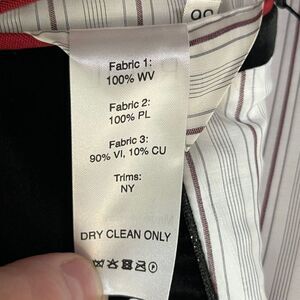 Fabric 1:
100% WV
Fabric 2:
100% PL
Fabric 3:
90% VI, 10% CU
Trims:
NY
DRY CLEAN ONLY